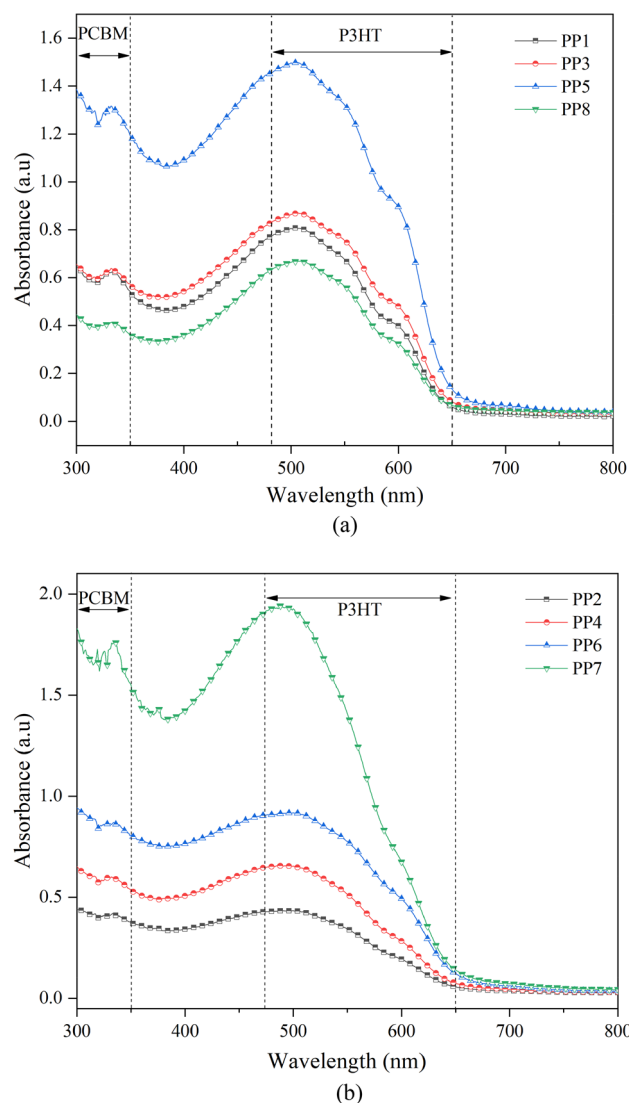 PCBM
P3HT
PP1
PP3
PP5
PP8
1.6
1.4
1.2
1.0
0.8
0.6
0.4
0.2
0.0
Absorbance (a.u)
300 400 500 600 700 800
Wavelength (nm)
(a)
PCBM
P3HT
PP2
PP4
PP6
PP7
2.0
1.5
1.0
0.5
0.0
Absorbance (a.u)
300 400 500 600 700 800
Wavelength (nm)
(b)